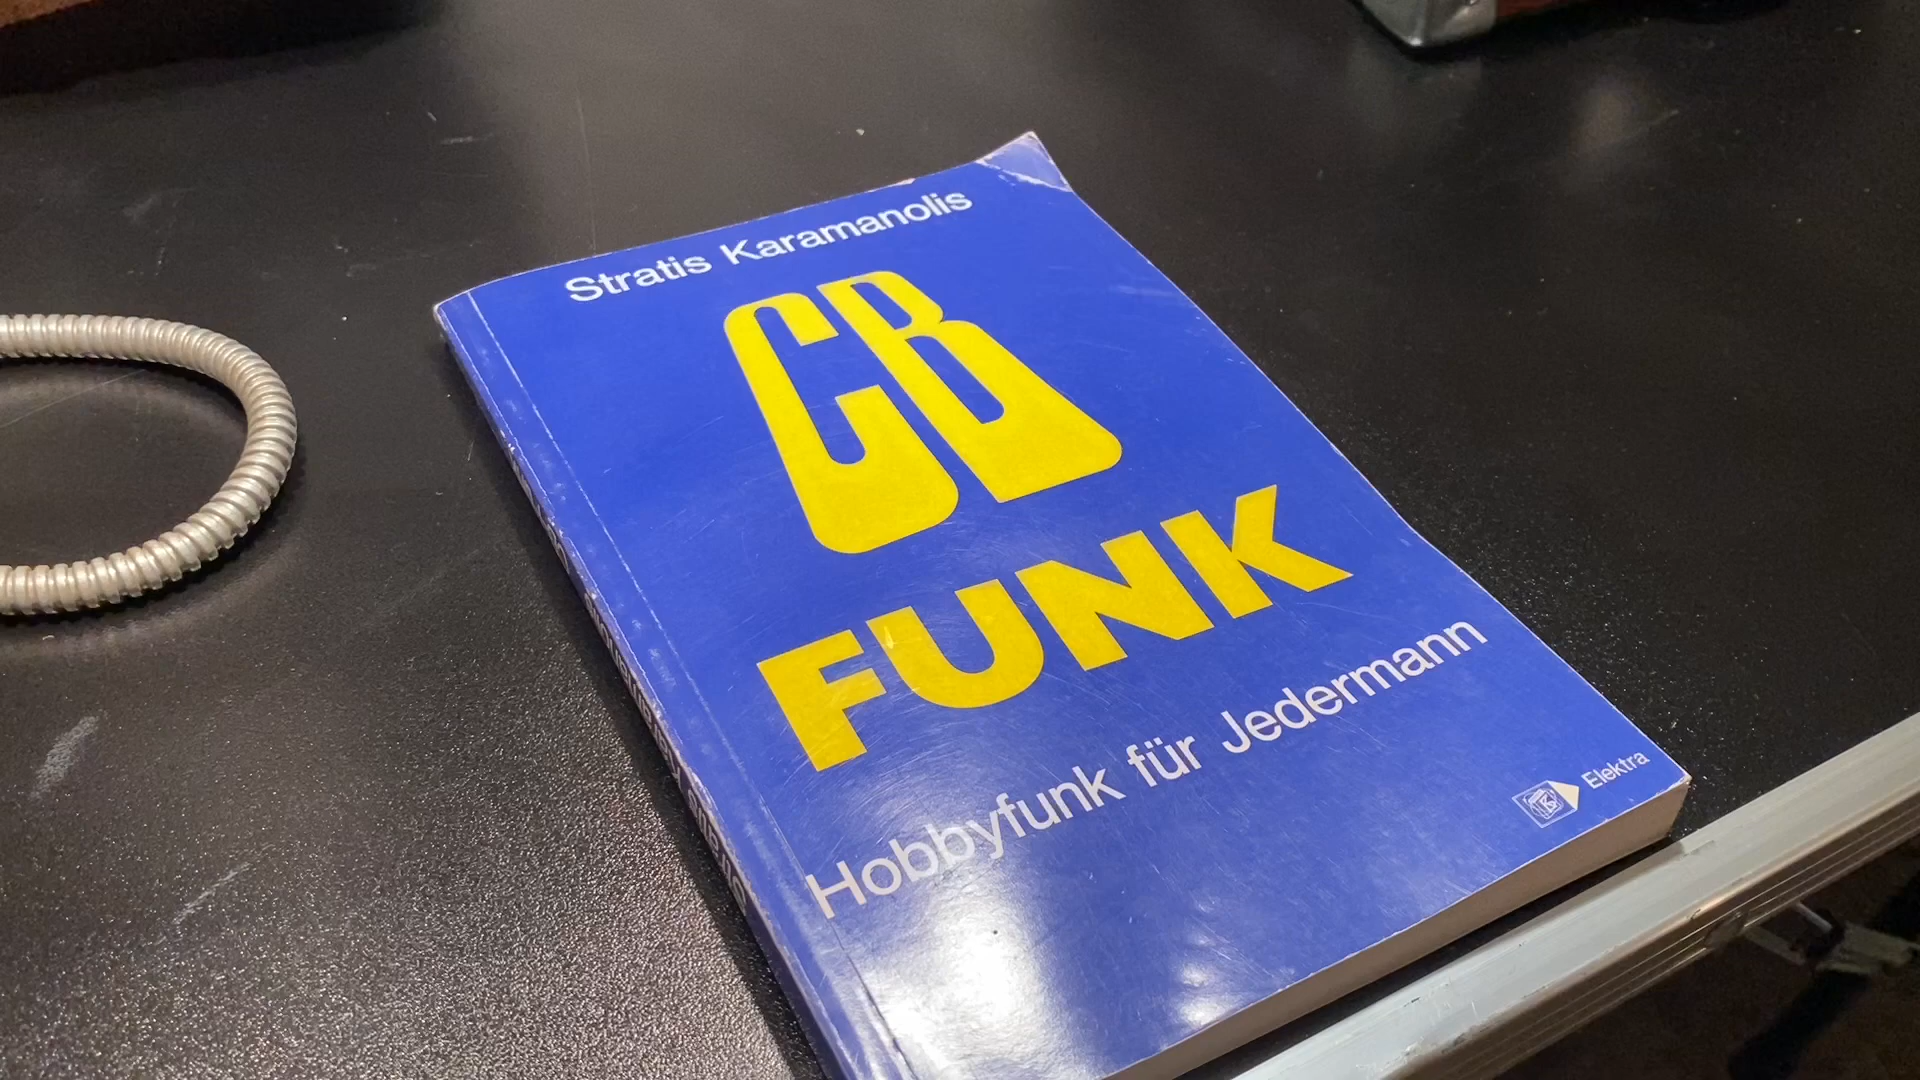 Stratis Karamanolis
CB
FUNK
Hobbyfunk für Jedermann
Elektra